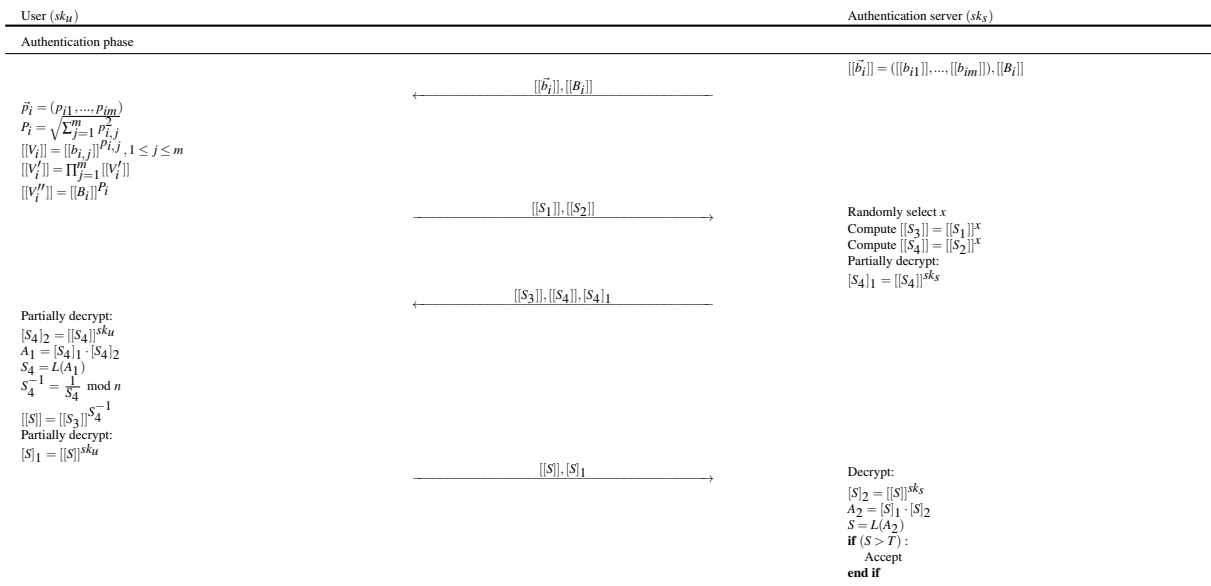 User (sk_u) Authentication server (sk_s)
Authentication phase
[[b⃗_i]] = ([[b_{i1}]],...,[[b_{im}]]),[[B_i]]
[[b⃗_i]],[[B_i]]
p⃗_i = (p_{i1},...,p_{im})
P_i = √(Σ_{j=1}^m p_{i,j}^2)
[[V_i]] = [[b_{i,j}]]^{p_{i,j}}, 1 ≤ j ≤ m
[[V_i′]] = ∏_{j=1}^m [[V_i′]]
[[V_i″]] = [[B_i]]^{P_i}
[[S_1]],[[S_2]]
Randomly select x
Compute [[S_3]] = [[S_1]]^x
Compute [[S_4]] = [[S_2]]^x
Partially decrypt:
[S_4]_1 = [[S_4]]^{sk_s}
[[S_3]],[[S_4]],[S_4]_1
Partially decrypt:
[S_4]_2 = [[S_4]]^{sk_u}
A_1 = [S_4]_1 · [S_4]_2
S_4 = L(A_1)
S_4^{-1} = 1/S_4 mod n
[[S]] = [[S_3]]^{S_4^{-1}}
Partially decrypt:
[S]_1 = [[S]]^{sk_u}
[[S]],[S]_1
Decrypt:
[S]_2 = [[S]]^{sk_s}
A_2 = [S]_1 · [S]_2
S = L(A_2)
if (S > T) :
Accept
end if